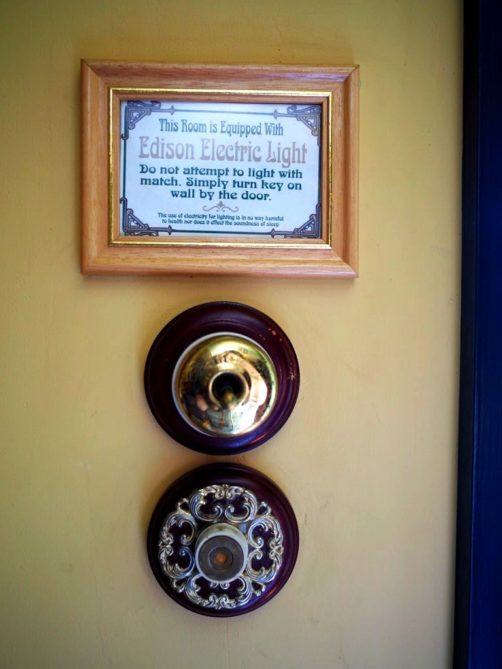 This Room is Equipped With
Edison Electric Light
Do not attempt to light with
match. Simply turn key on
wall by the door.
The use of electricity for lighting is in no way harmful
to health nor does it effect the soundness of sleep